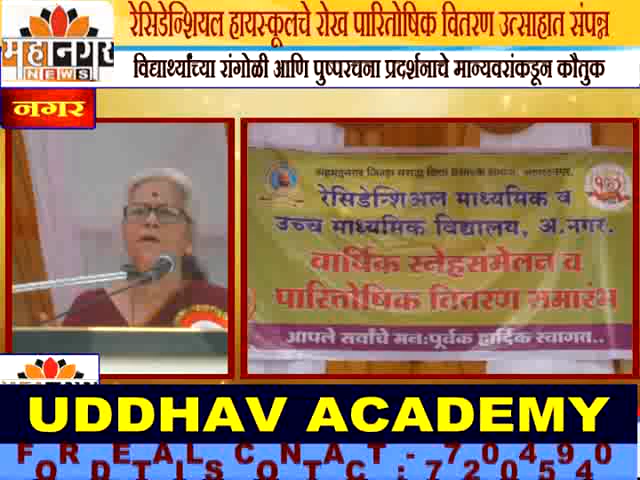 रेसिडेन्शियल हायस्कूलचे रोख पारितोषिक वितरण उत्साहात संपन्न
महानगर
NEWS
विद्यार्थ्यांच्या रांगोळी आणि पुष्परचना प्रदर्शनाचे मान्यवरांकडून कौतुक
नगर
रेसिडेन्शिअल माध्यमिक व
उच्च माध्यमिक विद्यालय, अ.नगर.
वार्षिक स्नेहसंमेलन व
पारितोषिक वितरण समारंभ
आपले सर्वांचे मनःपूर्वक हार्दिक स्वागत..
UDDHAV ACADEMY